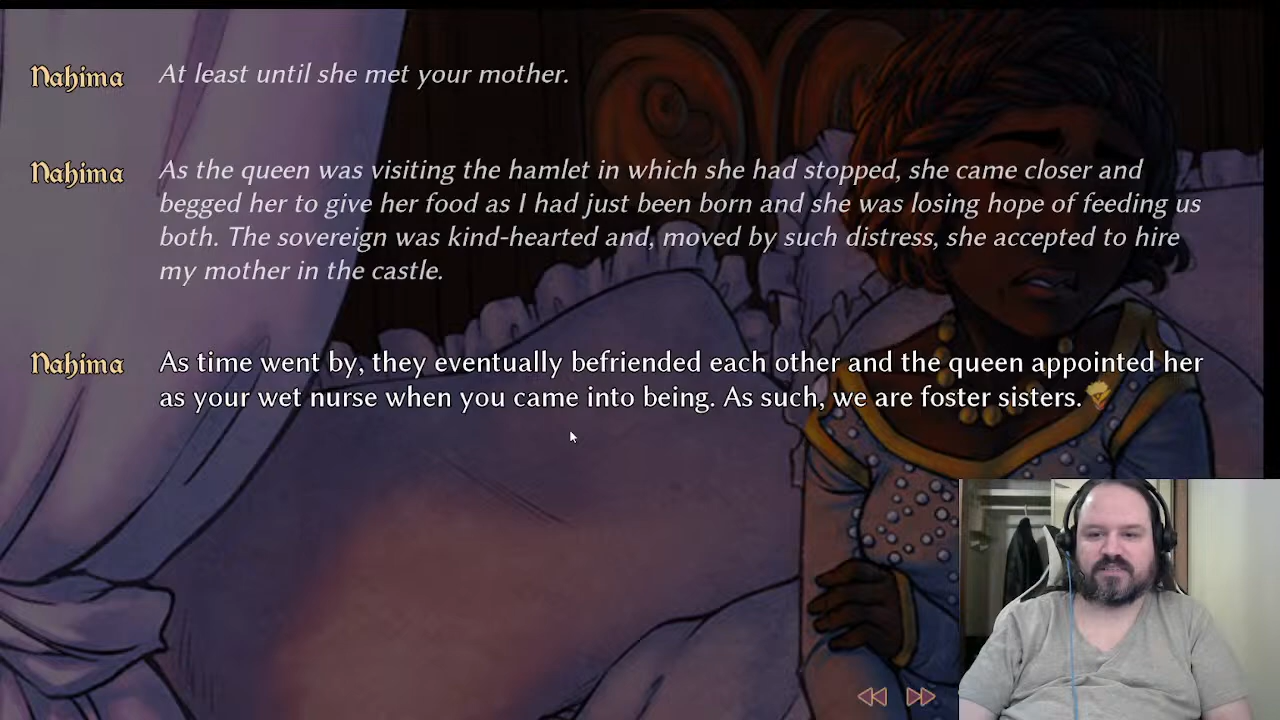 Nahima At least until she met your mother.
Nahima As the queen was visiting the hamlet in which she had stopped, she came closer and
begged her to give her food as I had just been born and she was losing hope of feeding us
both. The sovereign was kind-hearted and, moved by such distress, she accepted to hire
my mother in the castle.
Nahima As time went by, they eventually befriended each other and the queen appointed her
as your wet nurse when you came into being. As such, we are foster sisters.